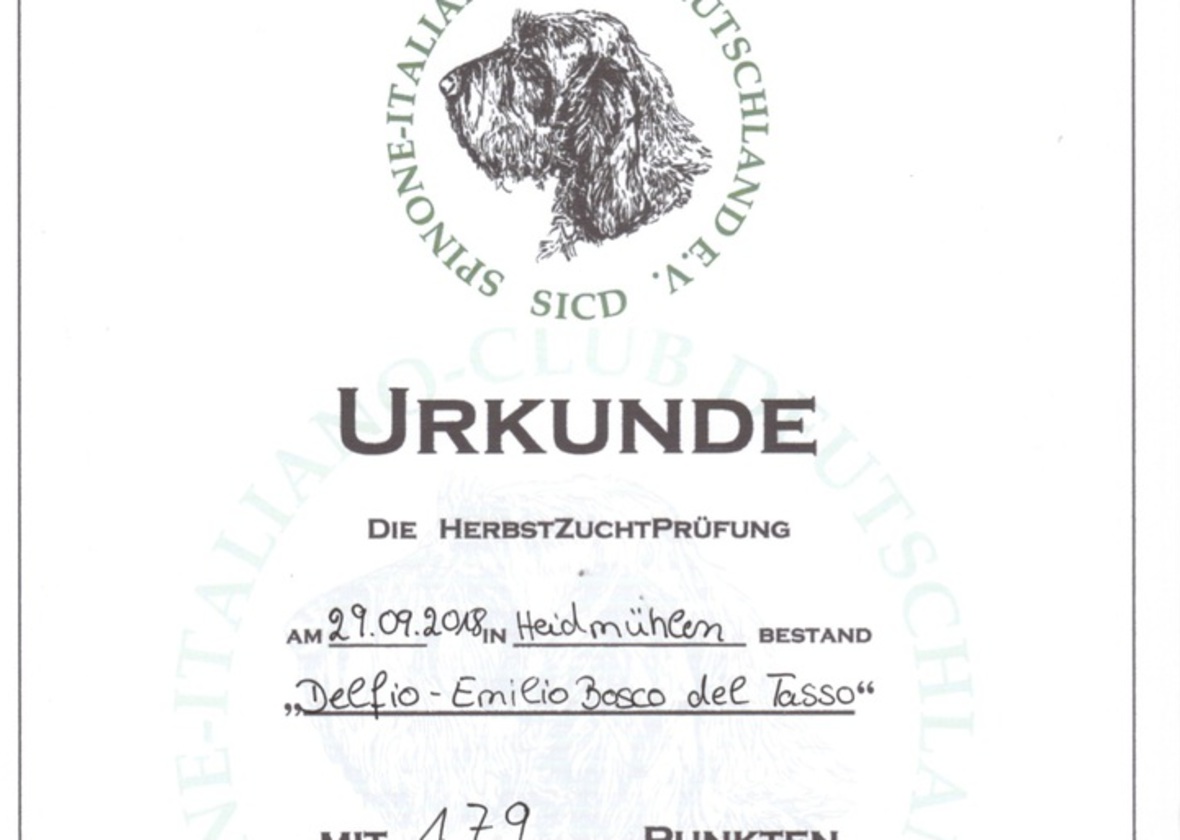 SPINONE-ITALIANO-CLUB DEUTSCHLAND E.V.
SICD
URKUNDE
DIE HERBSTZUCHTPRÜFUNG
AM 29.09.2018 IN Heidmühlen BESTAND
„Delfio - Emilio Bosco del Tasso“
MIT 179 PUNKTEN